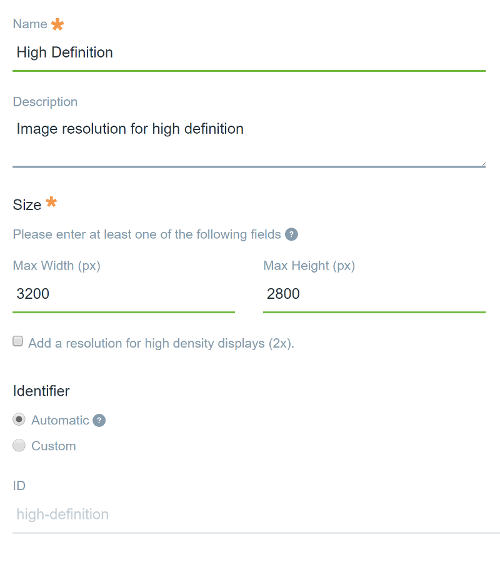 Name *
High Definition
Description
Image resolution for high definition
Size *
Please enter at least one of the following fields ?
Max Width (px) Max Height (px)
3200 2800
Add a resolution for high density displays (2x).
Identifier
Automatic ?
Custom
ID
high-definition